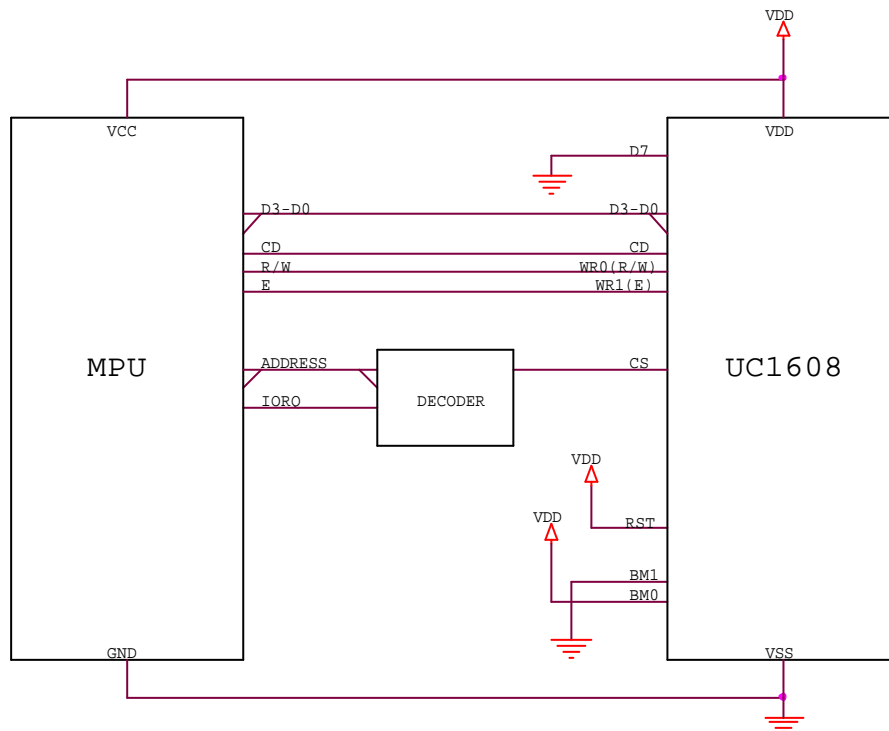 VDD
VCC
VDD
D7
D3-D0
D3-D0
CD
CD
R/W
WR0(R/W)
E
WR1(E)
MPU
ADDRESS
CS
UC1608
DECODER
IORQ
VDD
VDD
RST
BM1
BM0
GND
VSS